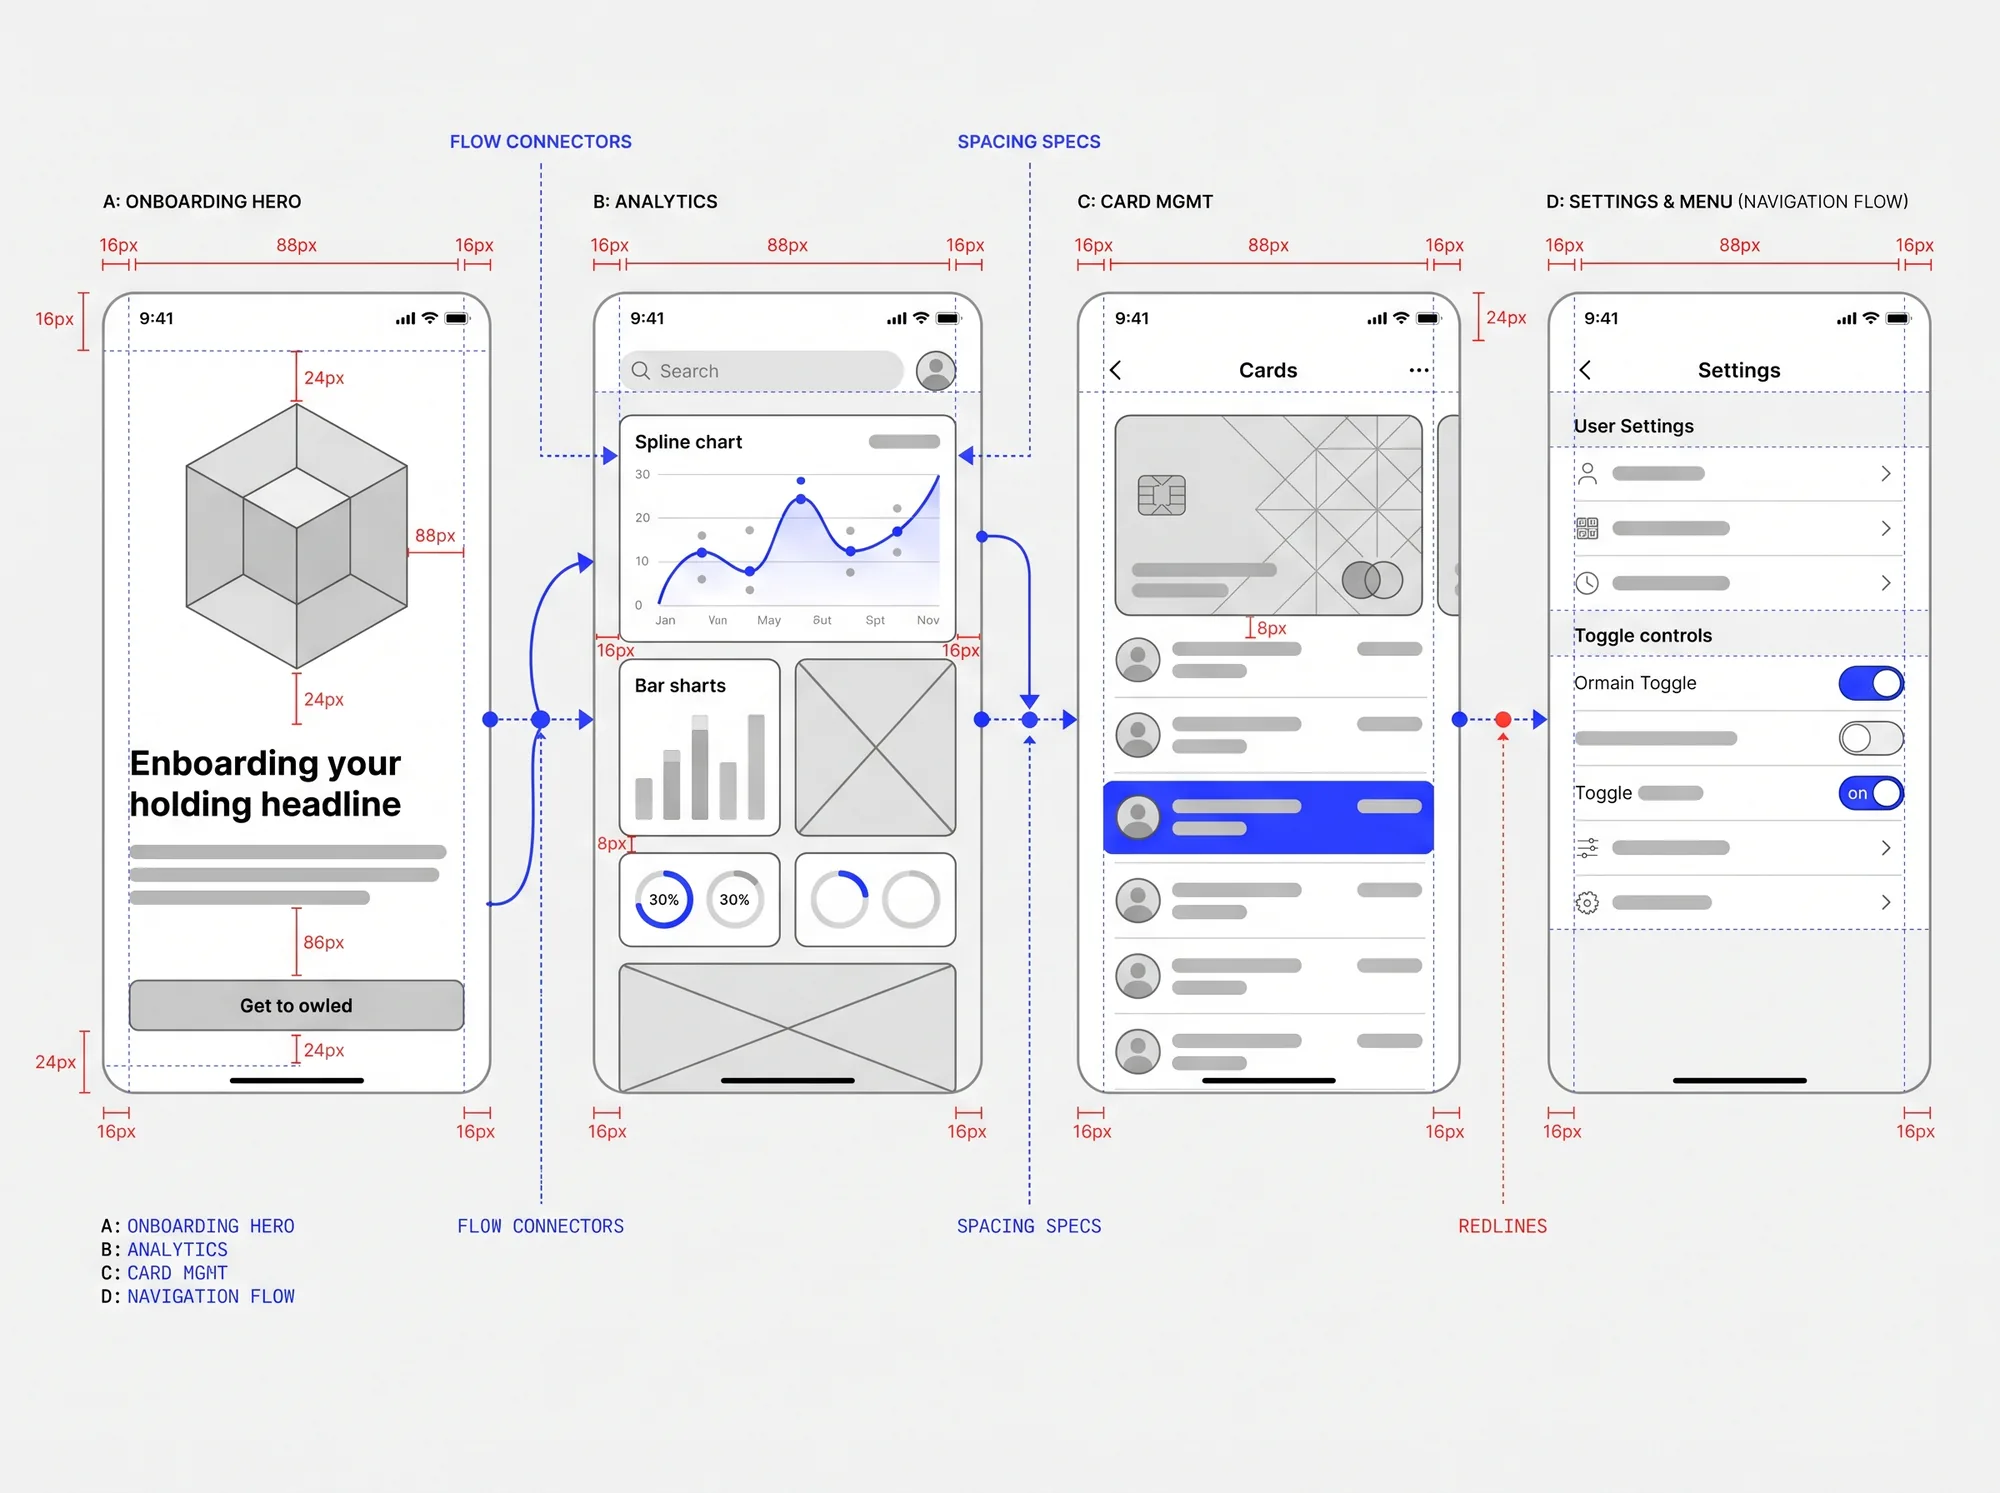 FLOW CONNECTORS
SPACING SPECS
A: ONBOARDING HERO
B: ANALYTICS
C: CARD MGMT
D: SETTINGS & MENU (NAVIGATION FLOW)
16px 88px 16px
16px 88px 16px
16px 88px 16px
16px 88px 16px
16px
9:41
24px
88px
24px
Enboarding your
holding headline
86px
Get to owled
24px
24px
16px 16px
9:41
Search
Spline chart
30
20
10
0
Jan Van May Sut Spt Nov
16px 16px
Bar sharts
8px
30% 30%
16px 16px
9:41
24px
Cards
8px
16px 16px
9:41
Settings
User Settings
Toggle controls
Ormain Toggle
Toggle on
16px 16px
A: ONBOARDING HERO
B: ANALYTICS
C: CARD MGMT
D: NAVIGATION FLOW
FLOW CONNECTORS
SPACING SPECS
REDLINES